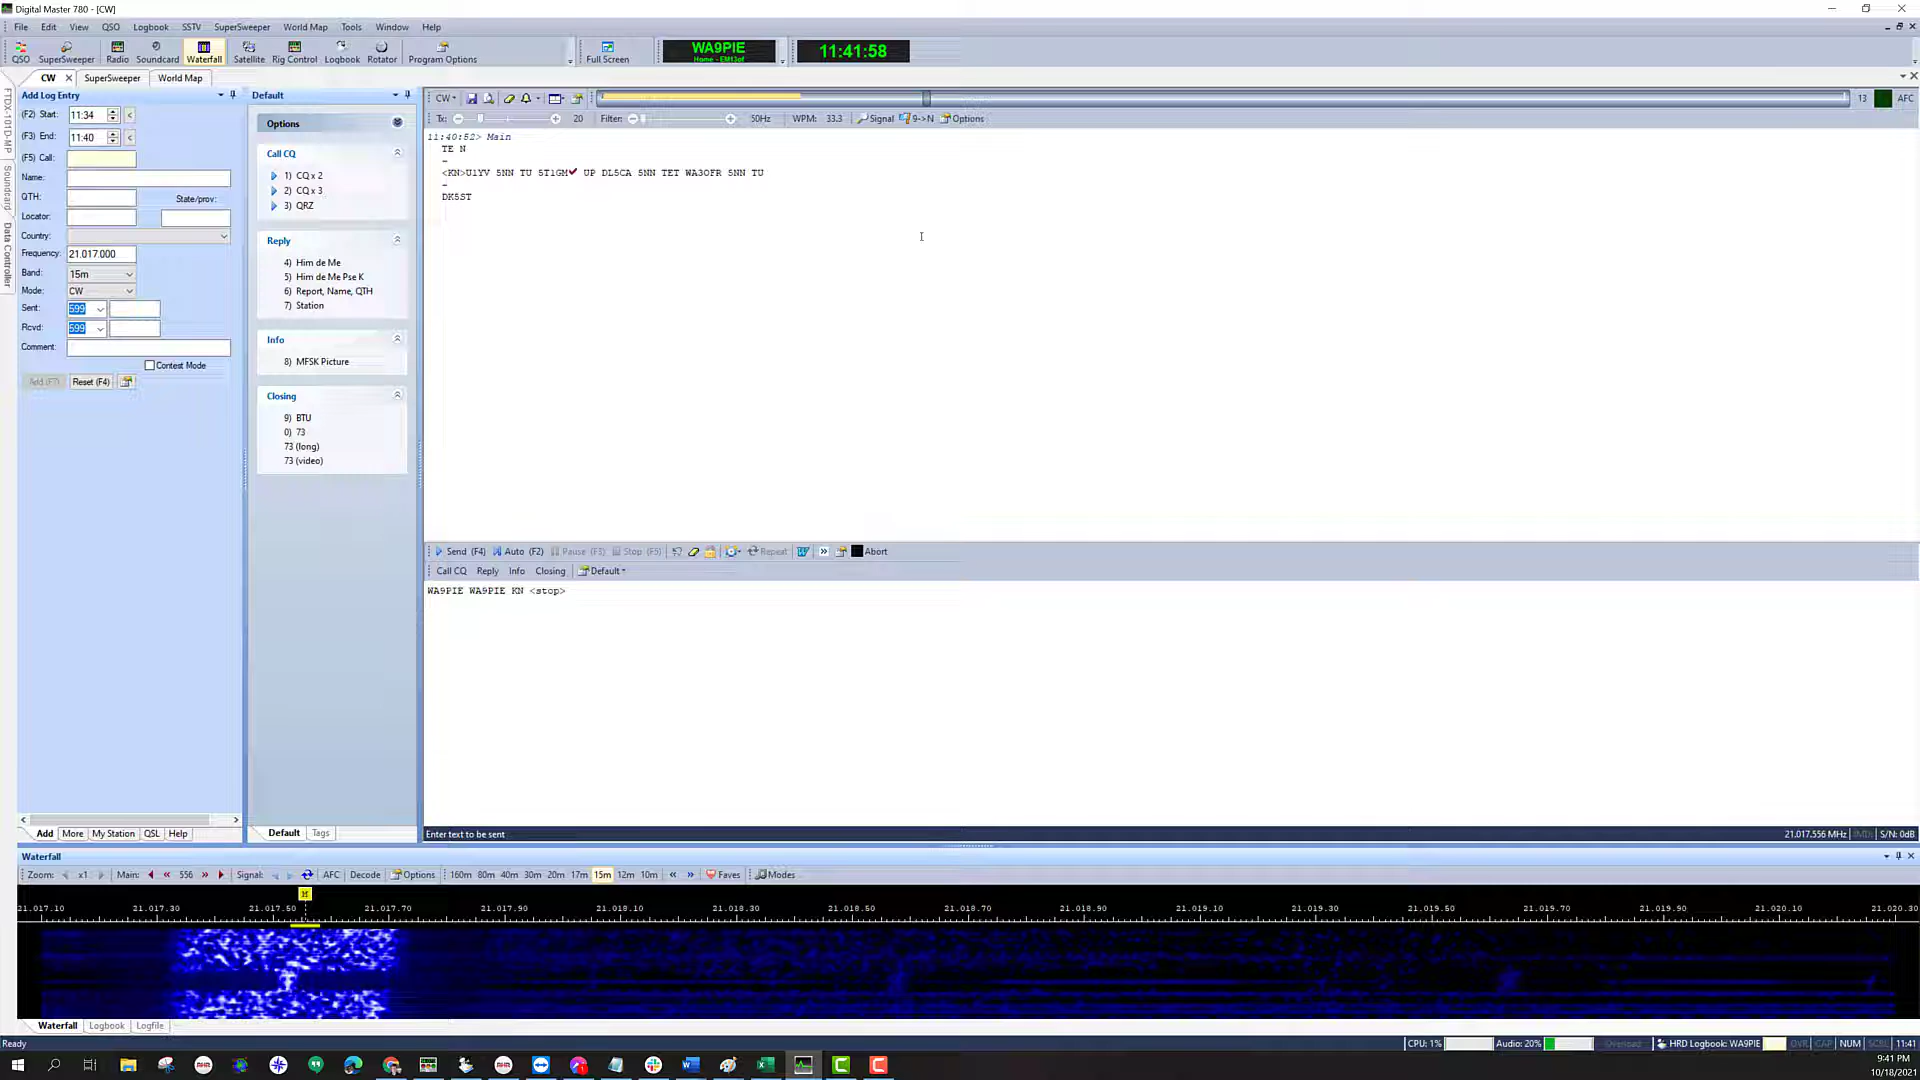 Digital Master 780 - [CW]
File Edit View QSO Logbook SSTV SuperSweeper World Map Tools Window Help
QSO SuperSweeper Radio Soundcard Waterfall Satellite Rig Control Logbook Rotator Program Options Full Screen
WA9PIE
Home - EM13of
11:41:58
CW SuperSweeper World Map
FTDX-101D-MP
Soundcard
Data Controller
Add Log Entry
(F2) Start: 11:34 <
(F3) End: 11:40 <
(F5) Call:
Name:
QTH: State/prov:
Locator:
Country:
Frequency: 21.017.000
Band: 15m
Mode: CW
Sent: 599
Rcvd: 599
Comment:
Contest Mode
Add (F7) Reset (F4)
Add More My Station QSL Help
Default
Options
Call CQ
1) CQ x 2
2) CQ x 3
3) QRZ
Reply
4) Him de Me
5) Him de Me Pse K
6) Report, Name, QTH
7) Station
Info
8) MFSK Picture
Closing
9) BTU
0) 73
73 (long)
73 (video)
Default Tags
CW 13 AFC
Tx: 20 Filter: 50Hz WPM: 33.3 Signal 9->N Options
11:40:52> Main
TE N
-
<KN>U1YV 5NN TU 5T1GM UP DL5CA 5NN TET WA3OFR 5NN TU
-
DK5ST
Send (F4) Auto (F2) Pause (F3) Stop (F5) Repeat Abort
Call CQ Reply Info Closing Default
WA9PIE WA9PIE KN <stop>
Enter text to be sent 21.017.556 MHz IMD: S/N: 0dB
Waterfall
Zoom: x1 Main: 556 Signal: AFC Decode Options 160m 80m 40m 30m 20m 17m 15m 12m 10m Faves Modes
M
21.017.10 21.017.30 21.017.50 21.017.70 21.017.90 21.018.10 21.018.30 21.018.50 21.018.70 21.018.90 21.019.10 21.019.30 21.019.50 21.019.70 21.019.90 21.020.10 21.020.30
Waterfall Logbook Logfile
Ready CPU: 1% Audio: 20% Overload HRD Logbook: WA9PIE OVR CAP NUM SCRL 11:41
9:41 PM
10/18/2021